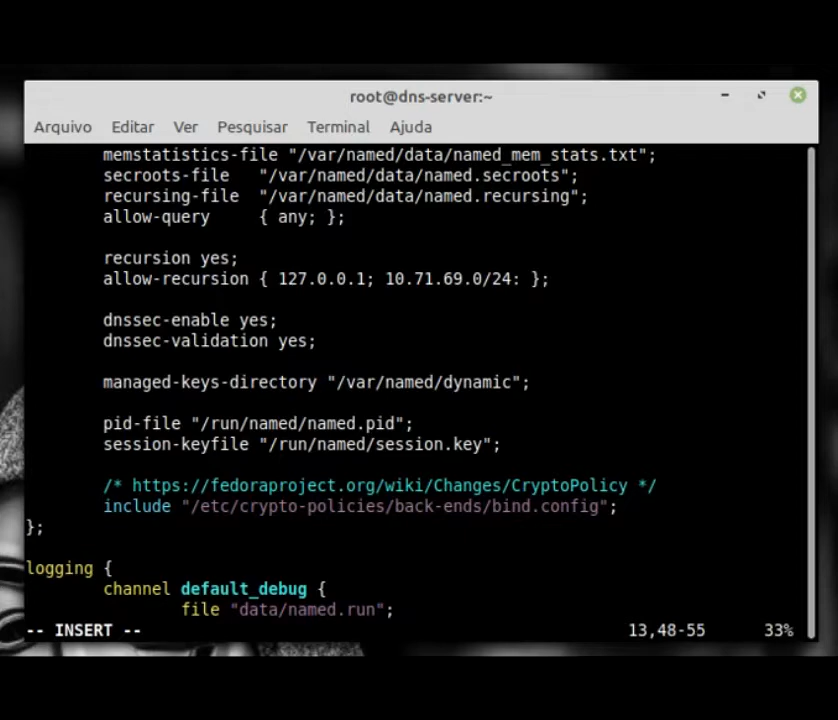 root@dns-server:~
Arquivo Editar Ver Pesquisar Terminal Ajuda
memstatistics-file "/var/named/data/named_mem_stats.txt";
secroots-file "/var/named/data/named.secroots";
recursing-file "/var/named/data/named.recursing";
allow-query { any; };
recursion yes;
allow-recursion { 127.0.0.1; 10.71.69.0/24: };
dnssec-enable yes;
dnssec-validation yes;
managed-keys-directory "/var/named/dynamic";
pid-file "/run/named/named.pid";
session-keyfile "/run/named/session.key";
/* https://fedoraproject.org/wiki/Changes/CryptoPolicy */
include "/etc/crypto-policies/back-ends/bind.config";
};
logging {
channel default_debug {
file "data/named.run";
-- INSERT -- 13,48-55 33%